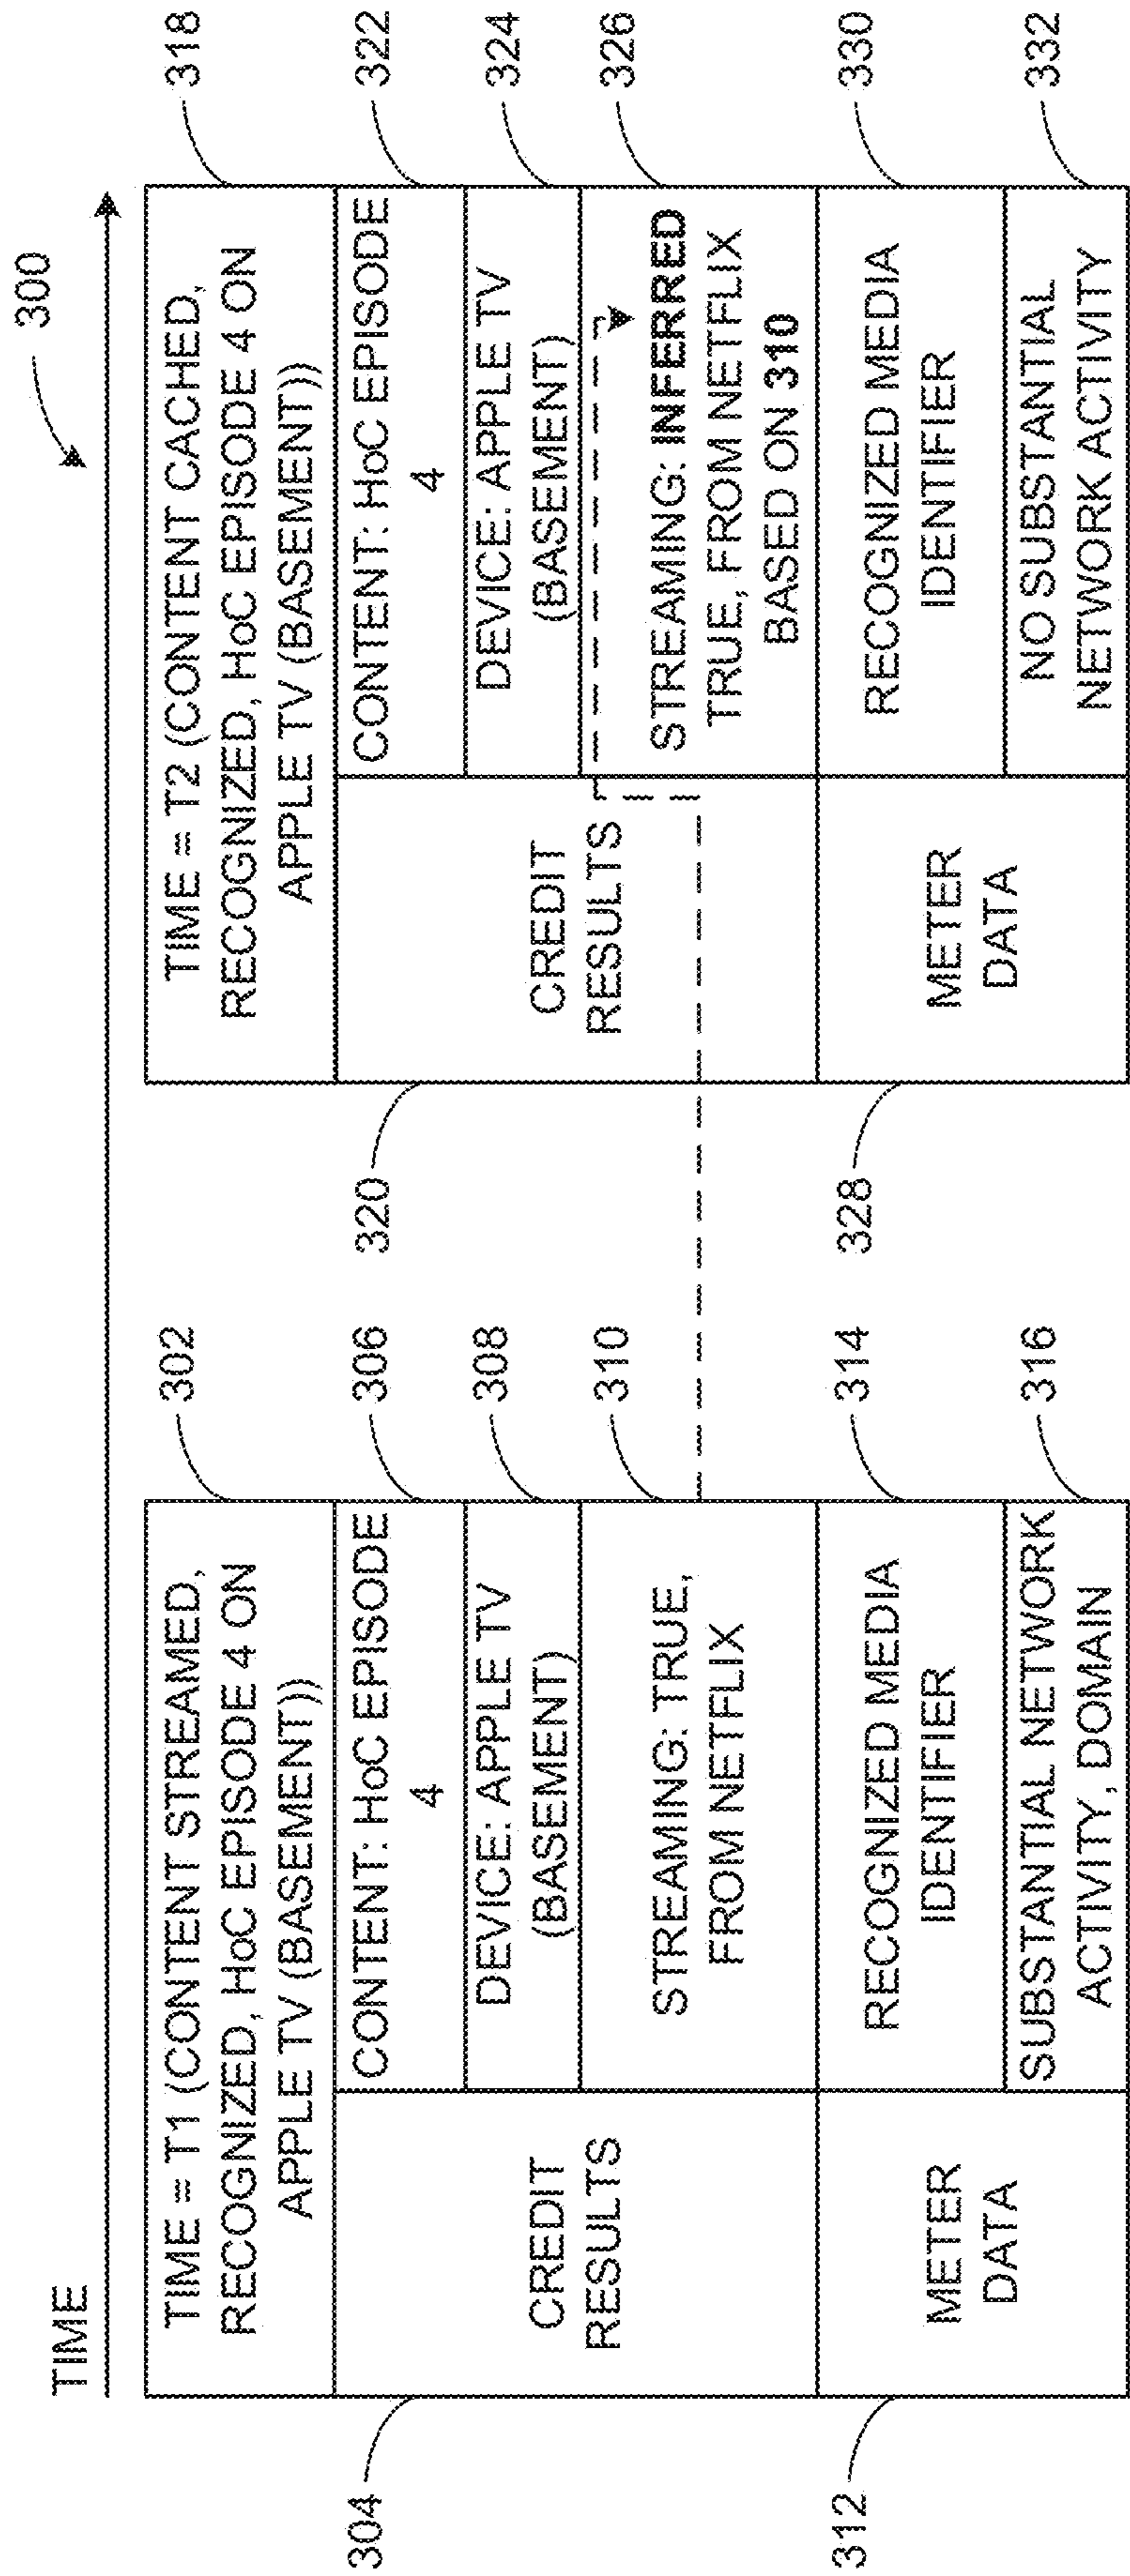 300
TIME
302
TIME = T1 (CONTENT STREAMED,
RECOGNIZED, HoC EPISODE 4 ON
APPLE TV (BASEMENT))
304
CREDIT
RESULTS
CONTENT: HoC EPISODE
4
306
DEVICE: APPLE TV
(BASEMENT)
308
STREAMING: TRUE,
FROM NETFLIX
310
312
METER
DATA
RECOGNIZED MEDIA
IDENTIFIER
314
SUBSTANTIAL NETWORK
ACTIVITY, DOMAIN
316
TIME = T2 (CONTENT CACHED,
RECOGNIZED, HoC EPISODE 4 ON
APPLE TV (BASEMENT))
318
320
CREDIT
RESULTS
CONTENT: HoC EPISODE
4
322
DEVICE: APPLE TV
(BASEMENT)
324
STREAMING: INFERRED
TRUE, FROM NETFLIX
BASED ON 310
326
328
METER
DATA
RECOGNIZED MEDIA
IDENTIFIER
330
NO SUBSTANTIAL
NETWORK ACTIVITY
332